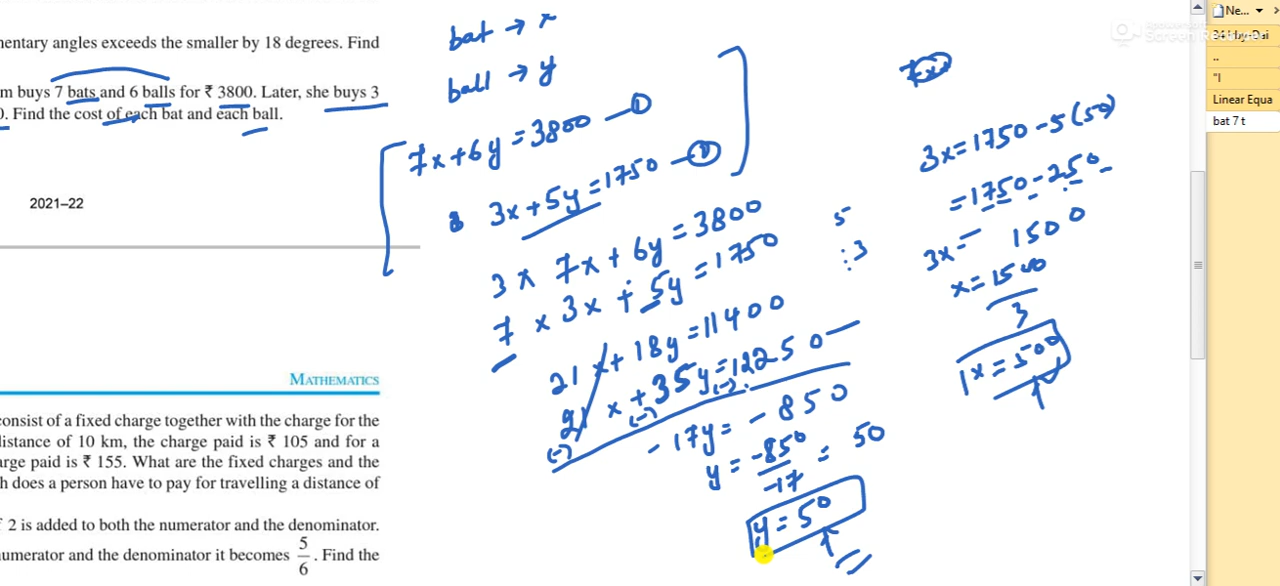 mentary angles exceeds the smaller by 18 degrees. Find
m buys 7 bats and 6 balls for ₹ 3800. Later, she buys 3
0. Find the cost of each bat and each ball.
2021–22
MATHEMATICS
onsist of a fixed charge together with the charge for the
listance of 10 km, the charge paid is ₹ 105 and for a
arge paid is ₹ 155. What are the fixed charges and the
h does a person have to pay for travelling a distance of
2 is added to both the numerator and the denominator.
numerator and the denominator it becomes 5/6. Find the
bat → x
ball → y
7x + 6y = 3800 — ①
3x + 5y = 1750 — ②
3 × 7x + 6y = 3800
7 × 3x + 5y = 1750
5
: 3
21x + 18y = 11400
21x + 35y = 12250
(-) (-) (-)
-17y = -850
y = -850/-17 = 50
y = 50
3x = 1750 - 5(50)
= 1750 - 250
3x = 1500
x = 1500/3
x = 500
Screen Recorder
Ne...
..
"I
Linear Equa
bat 7 t